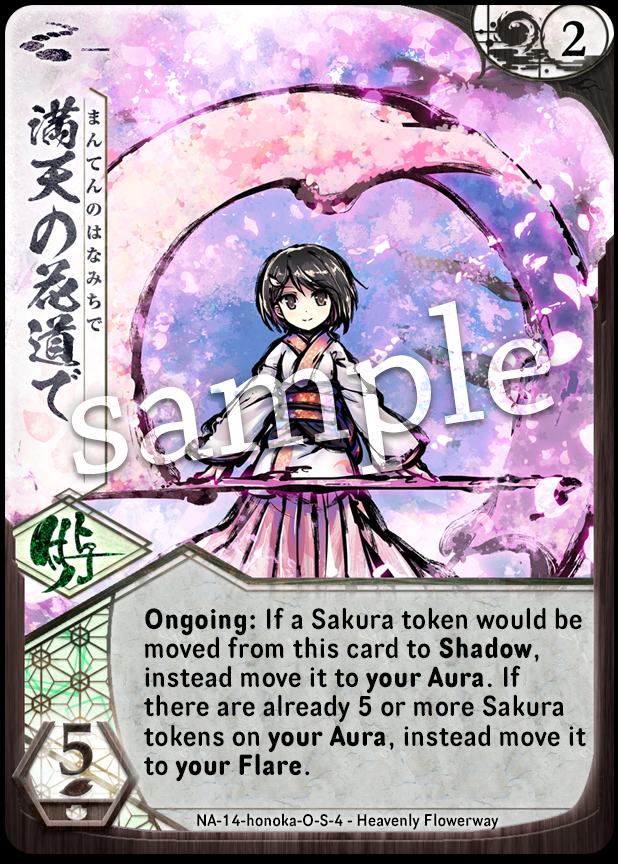 2
満天の花道で
まんてんのはなみちで
sample
付与
Ongoing: If a Sakura token would be
moved from this card to Shadow,
instead move it to your Aura. If
there are already 5 or more Sakura
tokens on your Aura, instead move it
to your Flare.
5
NA-14-honoka-O-S-4 - Heavenly Flowerway